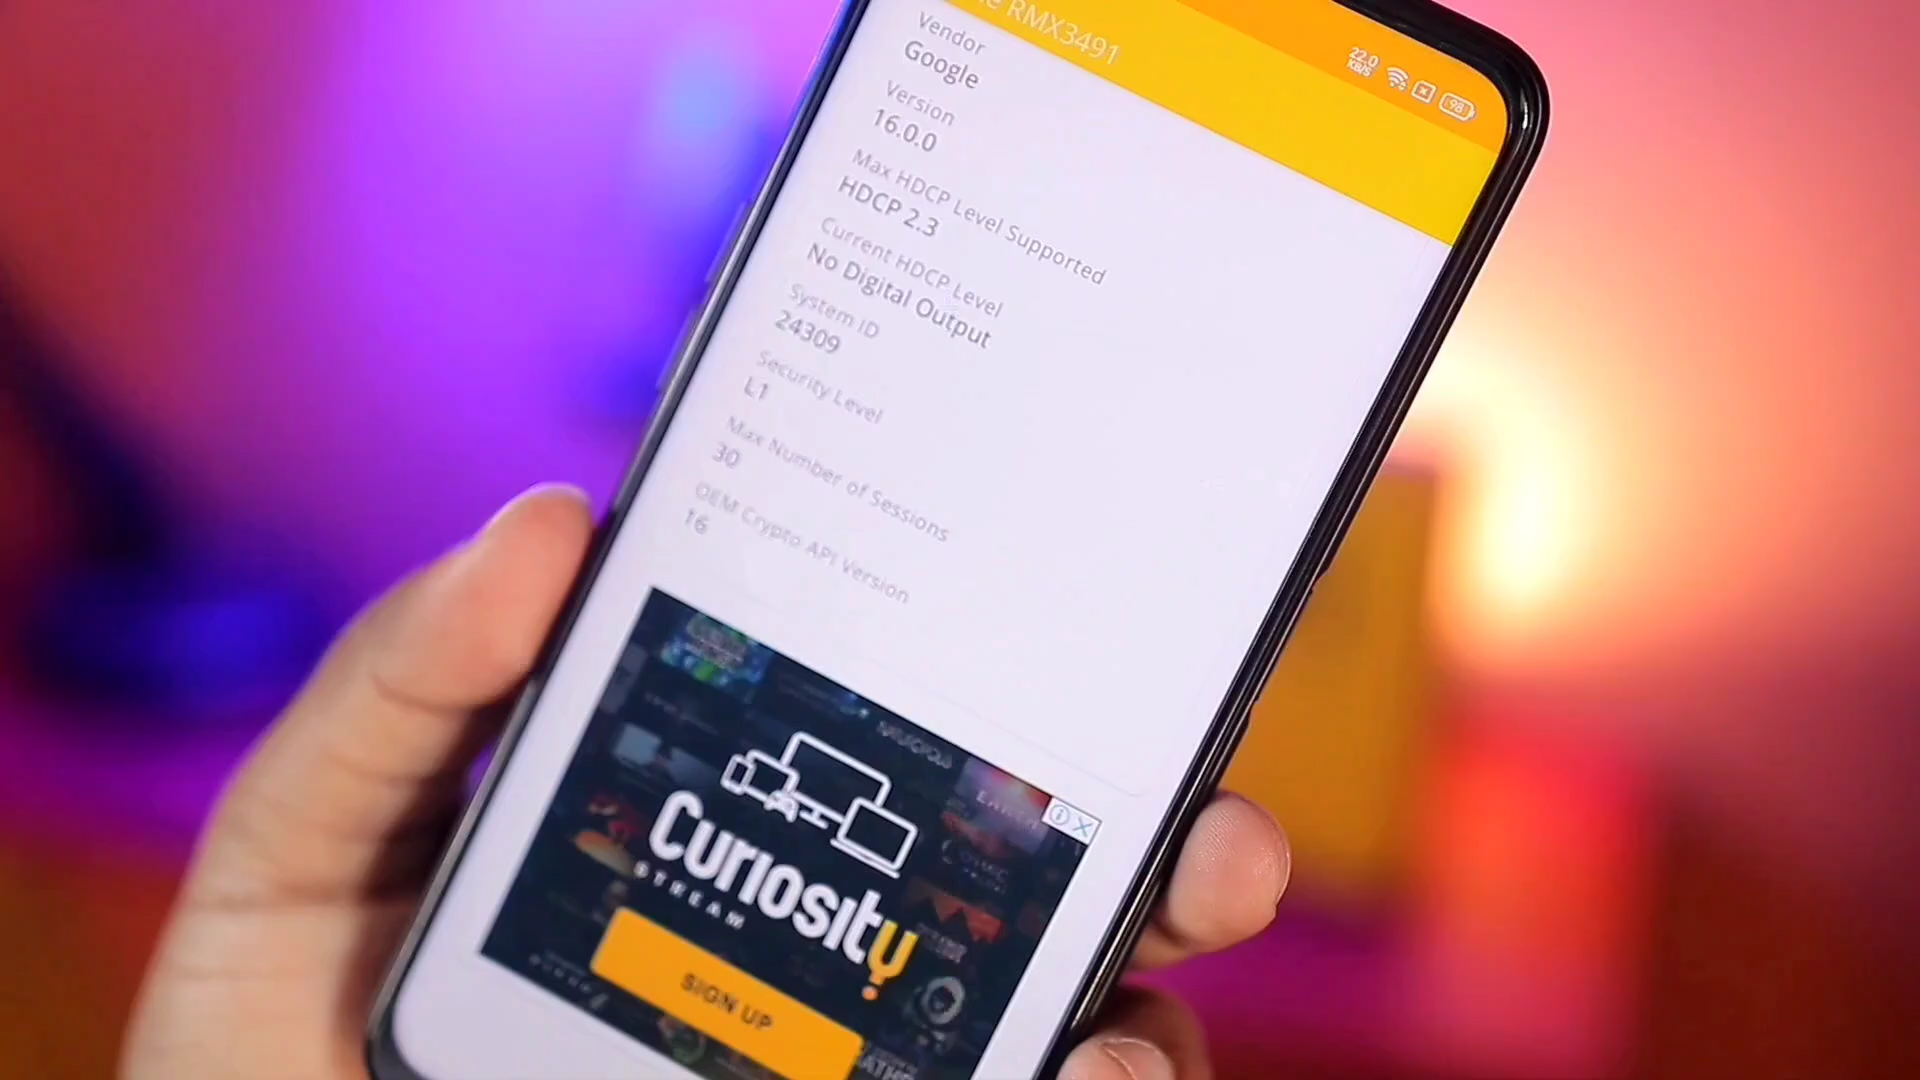 RMX3491
22.0
KB/S
98
Vendor
Google
Version
16.0.0
Max HDCP Level Supported
HDCP 2.3
Current HDCP Level
No Digital Output
System ID
24309
Security Level
L1
Max Number of Sessions
30
OEM Crypto API Version
16
Curiosity
STREAM
SIGN UP